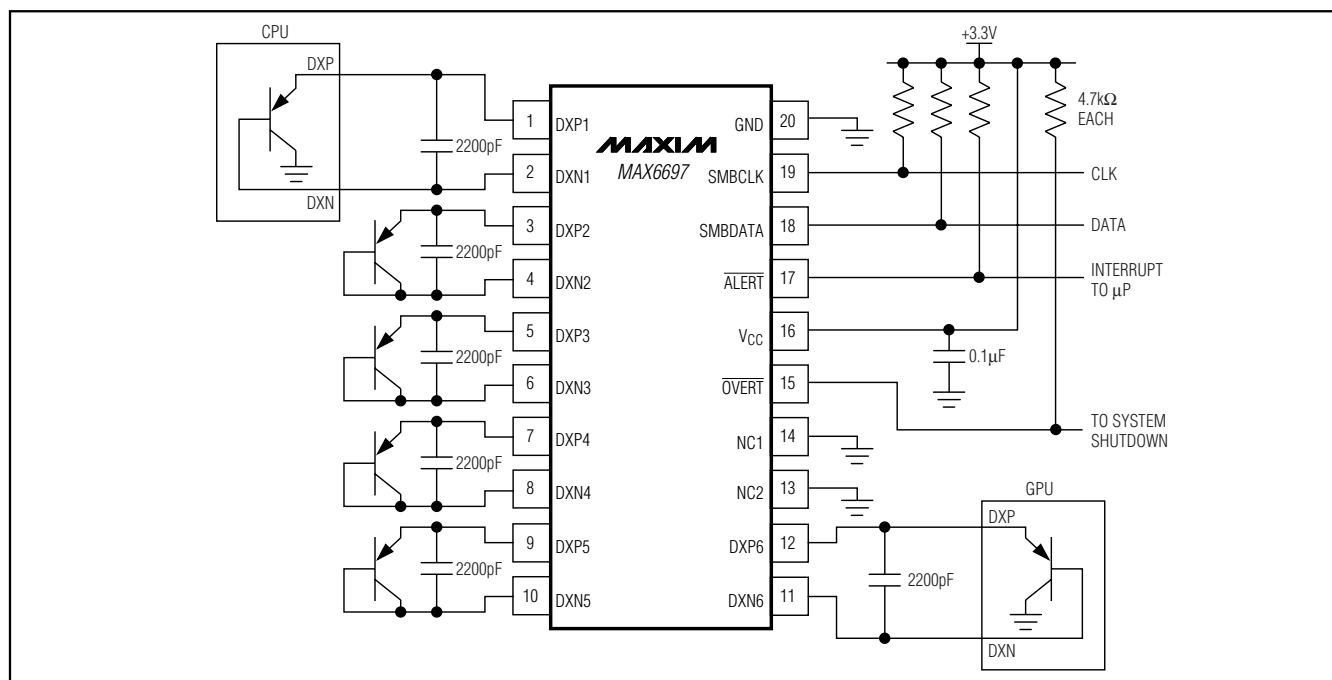 CPU
DXP
DXN
2200pF
2200pF
2200pF
2200pF
2200pF
1 DXP1
2 DXN1
3 DXP2
4 DXN2
5 DXP3
6 DXN3
7 DXP4
8 DXN4
9 DXP5
10 DXN5
MAXIM
MAX6697
GND 20
SMBCLK 19
SMBDATA 18
ALERT 17
VCC 16
OVERT 15
NC1 14
NC2 13
DXP6 12
DXN6 11
+3.3V
4.7kΩ
EACH
CLK
DATA
INTERRUPT
TO µP
0.1µF
TO SYSTEM
SHUTDOWN
GPU
DXP
2200pF
DXN